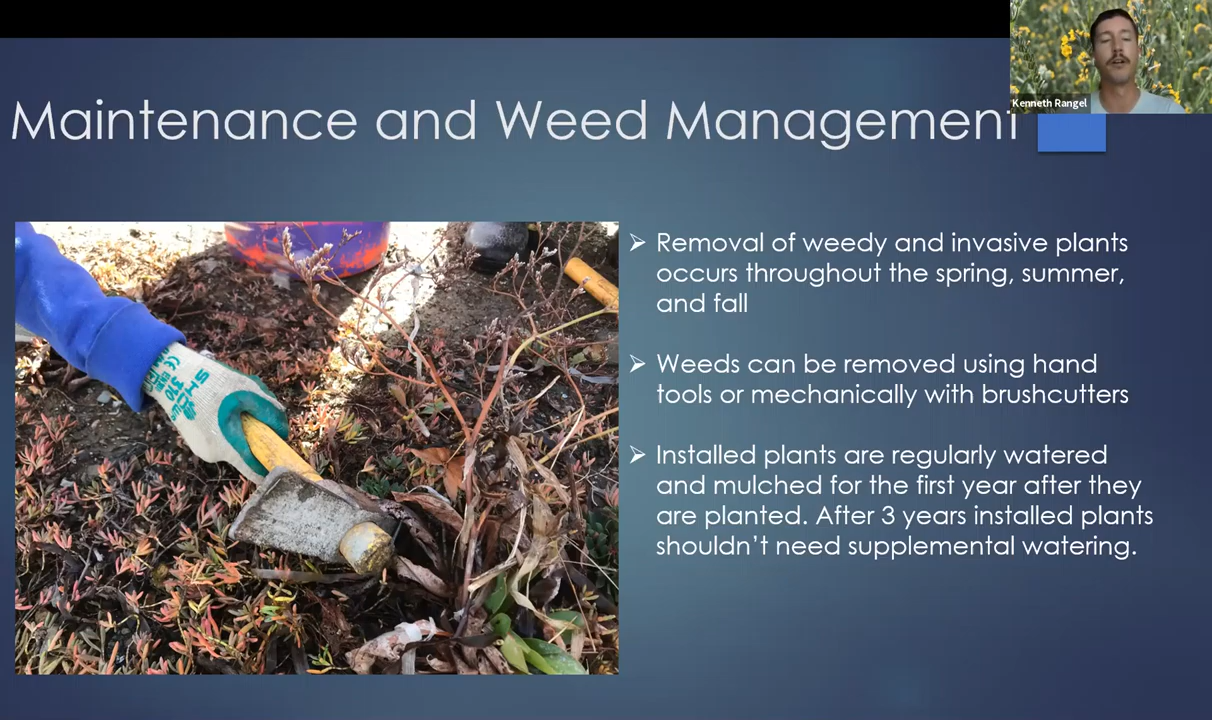 Kenneth Rangel
Maintenance and Weed Management
➢ Removal of weedy and invasive plants
occurs throughout the spring, summer,
and fall
➢ Weeds can be removed using hand
tools or mechanically with brushcutters
➢ Installed plants are regularly watered
and mulched for the first year after they
are planted. After 3 years installed plants
shouldn't need supplemental watering.
310